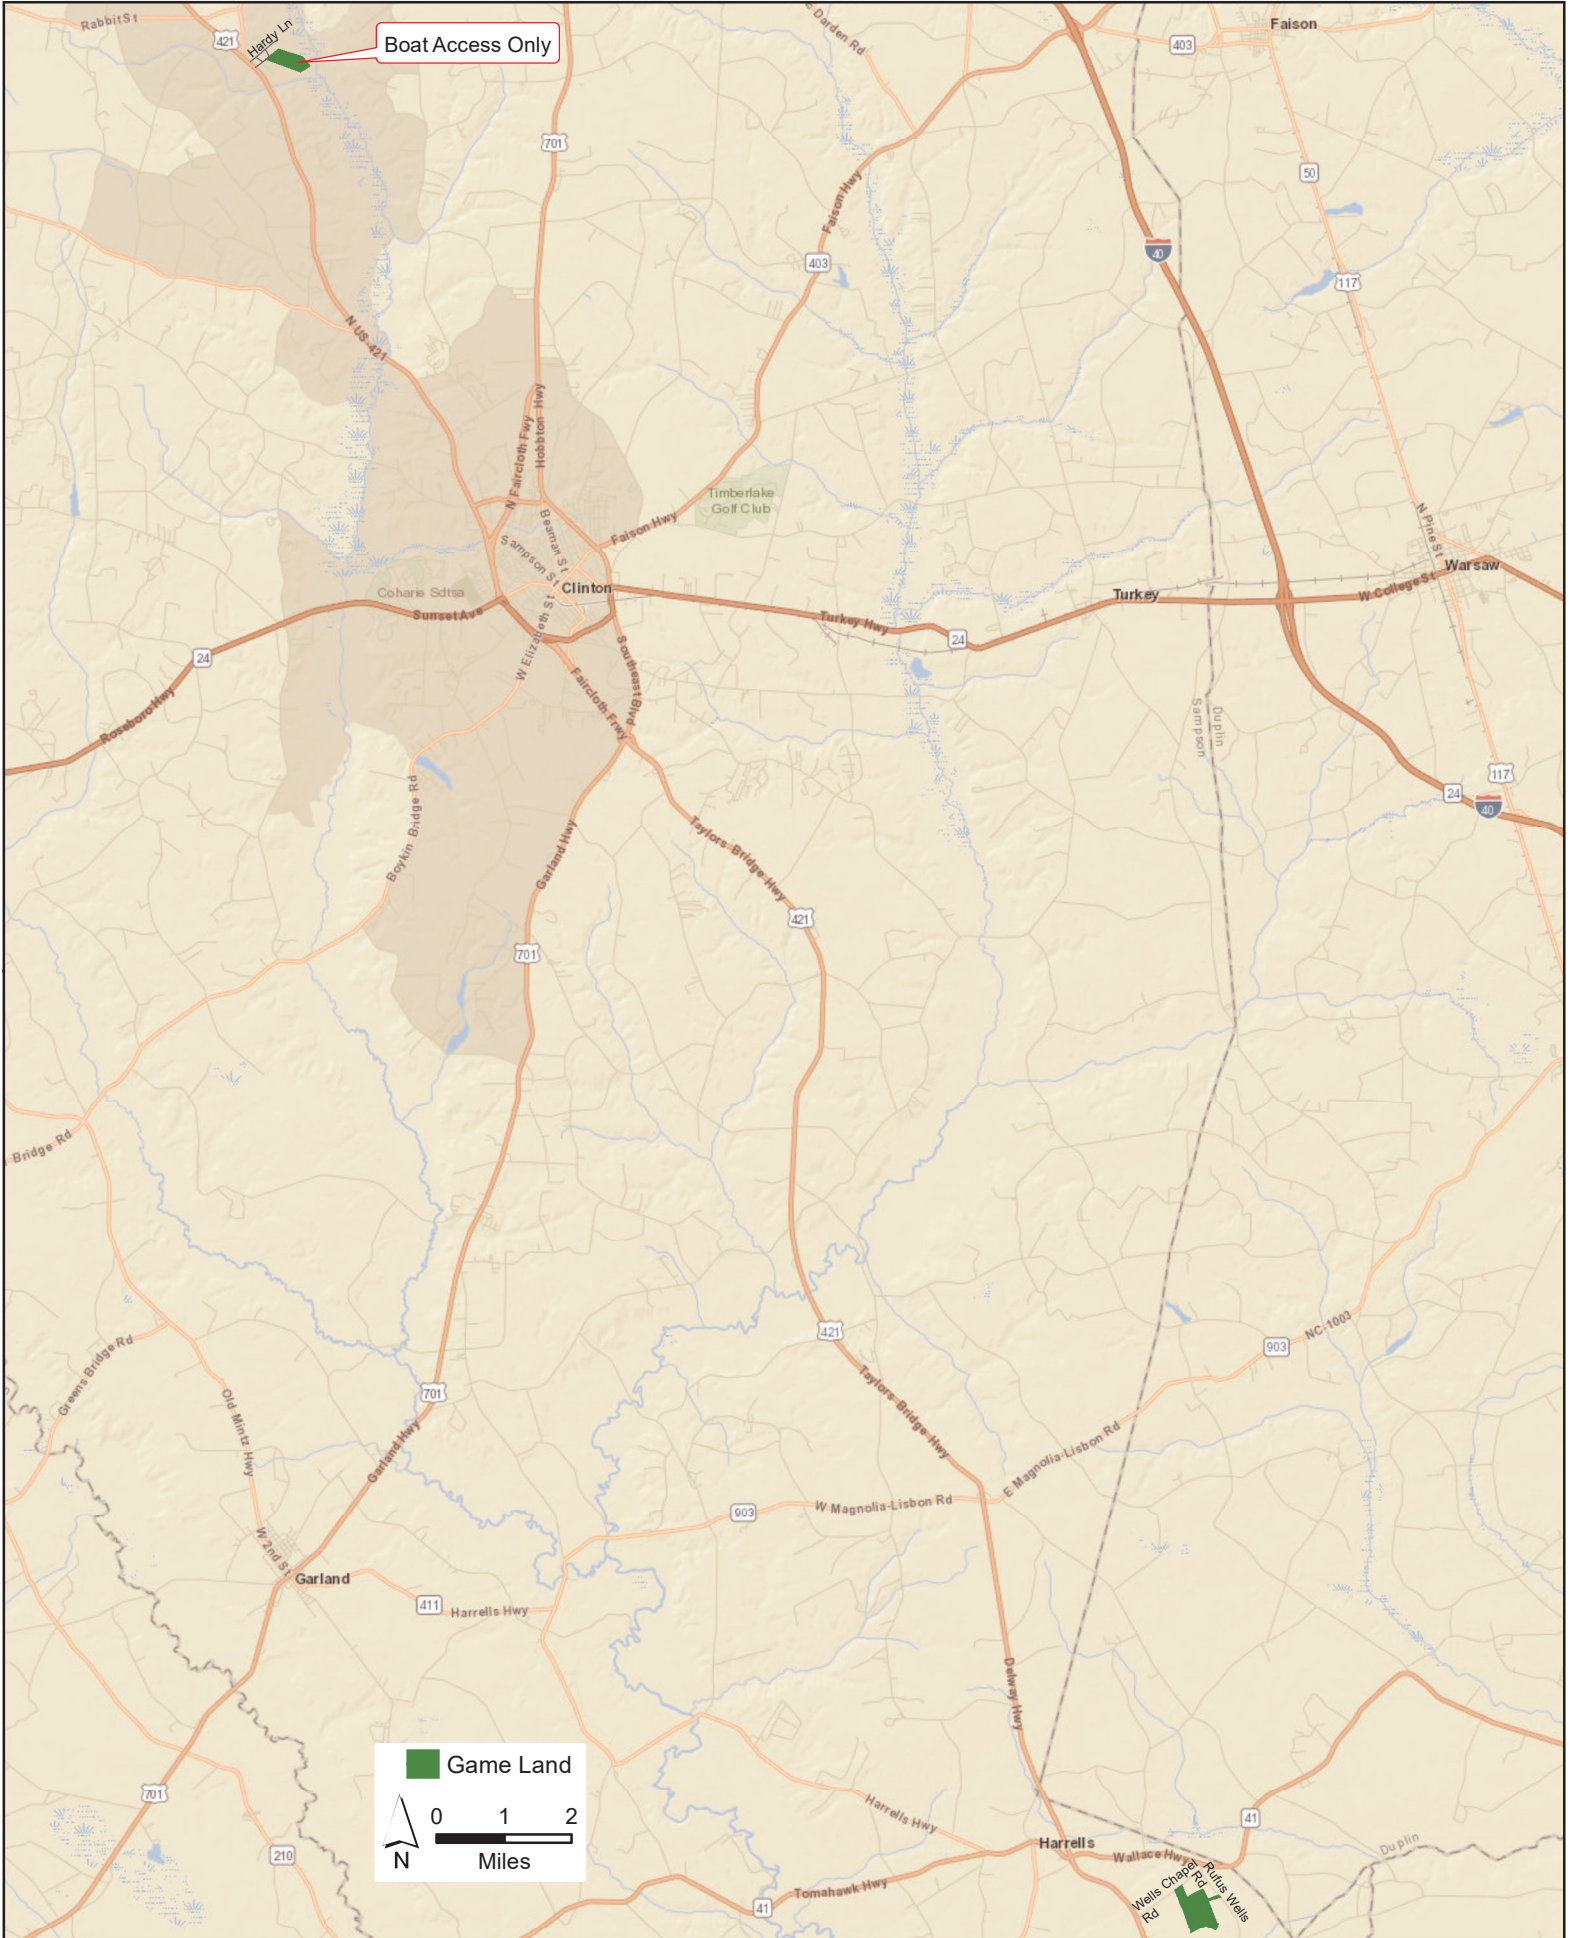 Rabbit St
421
Hardy Ln
Boat Access Only
E Darden Rd
403
Faison
701
50
Faison Hwy
403
40
117
N US-421
N Faircloth Fwy
Hobbton Hwy
Timberlake
Golf Club
Faison Hwy
Beaman St
Sampson St
N Pine St
Warsaw
Coharie Sdtsa
Clinton
Turkey
W College St
Sunset Ave
Turkey Hwy
24
24
W Elizabeth St
Southeast Blvd
Faircloth Frwy
Roseboro Hwy
Sampson
Duplin
117
24
40
Boykin Bridge Rd
Garland Hwy
Taylors Bridge Hwy
421
701
Bridge Rd
421
903
NC-1003
Greens Bridge Rd
701
Old Mintz Hwy
Garland Hwy
Taylors Bridge Hwy
E Magnolia-Lisbon Rd
903
W Magnolia-Lisbon Rd
W 2nd St
Garland
411
Harrells Hwy
Delway Hwy
Game Land
701
0 1 2
N
Miles
Harrells Hwy
41
210
Harrells
Wallace Hwy
Duplin
Tomahawk Hwy
41
Wells Chapel
Rd
Rufus Wells
Rd